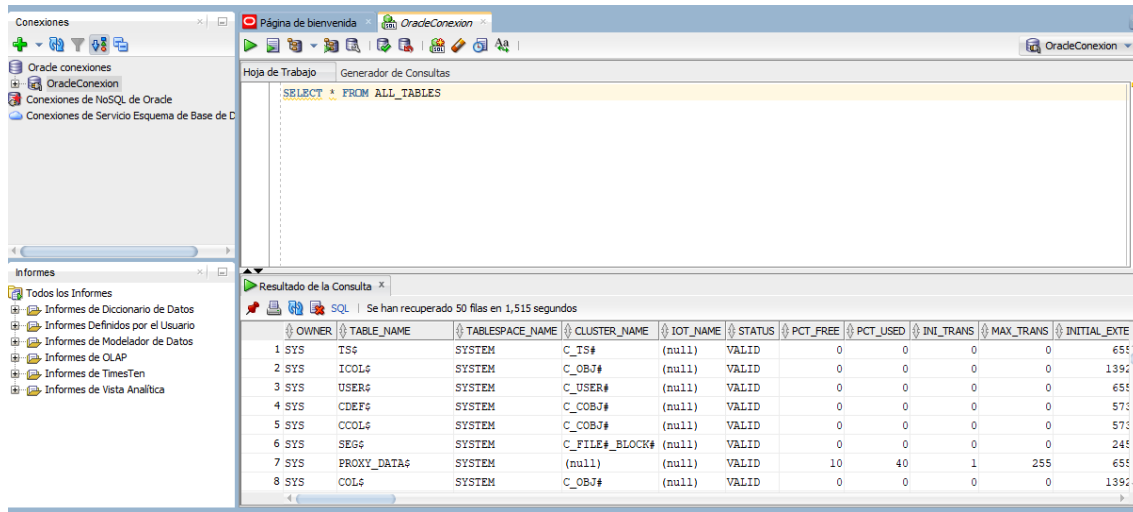 Conexiones
Oracle conexiones
OracleConexion
Conexiones de NoSQL de Oracle
Conexiones de Servicio Esquema de Base de D
Informes
Todos los Informes
Informes de Diccionario de Datos
Informes Definidos por el Usuario
Informes de Modelador de Datos
Informes de OLAP
Informes de TimesTen
Informes de Vista Analítica
Página de bienvenida OracleConexion
OracleConexion
Hoja de Trabajo Generador de Consultas
SELECT * FROM ALL_TABLES
Resultado de la Consulta
SQL | Se han recuperado 50 filas en 1,515 segundos
OWNER TABLE_NAME TABLESPACE_NAME CLUSTER_NAME IOT_NAME STATUS PCT_FREE PCT_USED INI_TRANS MAX_TRANS INITIAL_EXTE
1 SYS TS$ SYSTEM C_TS# (null) VALID 0 0 0 0 655
2 SYS ICOL$ SYSTEM C_OBJ# (null) VALID 0 0 0 0 1392
3 SYS USER$ SYSTEM C_USER# (null) VALID 0 0 0 0 655
4 SYS CDEF$ SYSTEM C_COBJ# (null) VALID 0 0 0 0 573
5 SYS CCOL$ SYSTEM C_COBJ# (null) VALID 0 0 0 0 573
6 SYS SEG$ SYSTEM C_FILE#_BLOCK# (null) VALID 0 0 0 0 245
7 SYS PROXY_DATA$ SYSTEM (null) (null) VALID 10 40 1 255 655
8 SYS COL$ SYSTEM C_OBJ# (null) VALID 0 0 0 0 1392